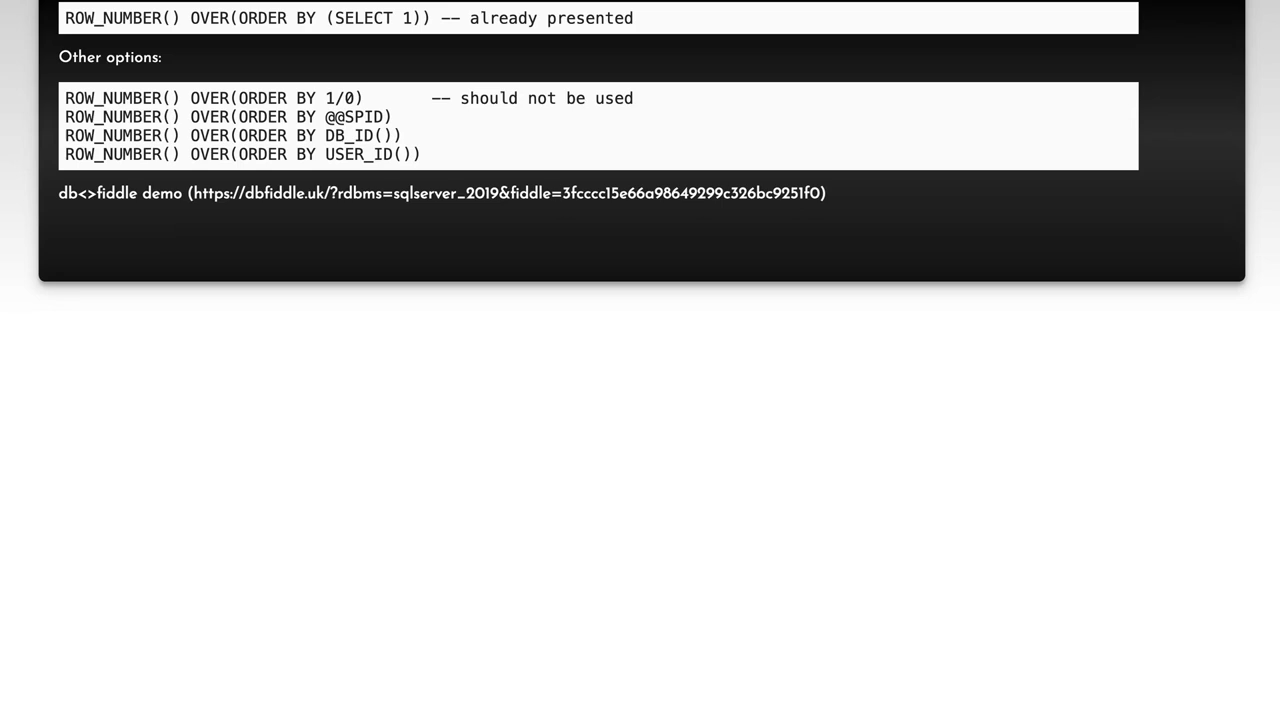 ROW_NUMBER() OVER(ORDER BY (SELECT 1)) -- already presented
Other options:
ROW_NUMBER() OVER(ORDER BY 1/0)       -- should not be used
ROW_NUMBER() OVER(ORDER BY @@SPID)
ROW_NUMBER() OVER(ORDER BY DB_ID())
ROW_NUMBER() OVER(ORDER BY USER_ID())
db<>fiddle demo (https://dbfiddle.uk/?rdbms=sqlserver_2019&fiddle=3fcccc15e66a98649299c326bc9251f0)